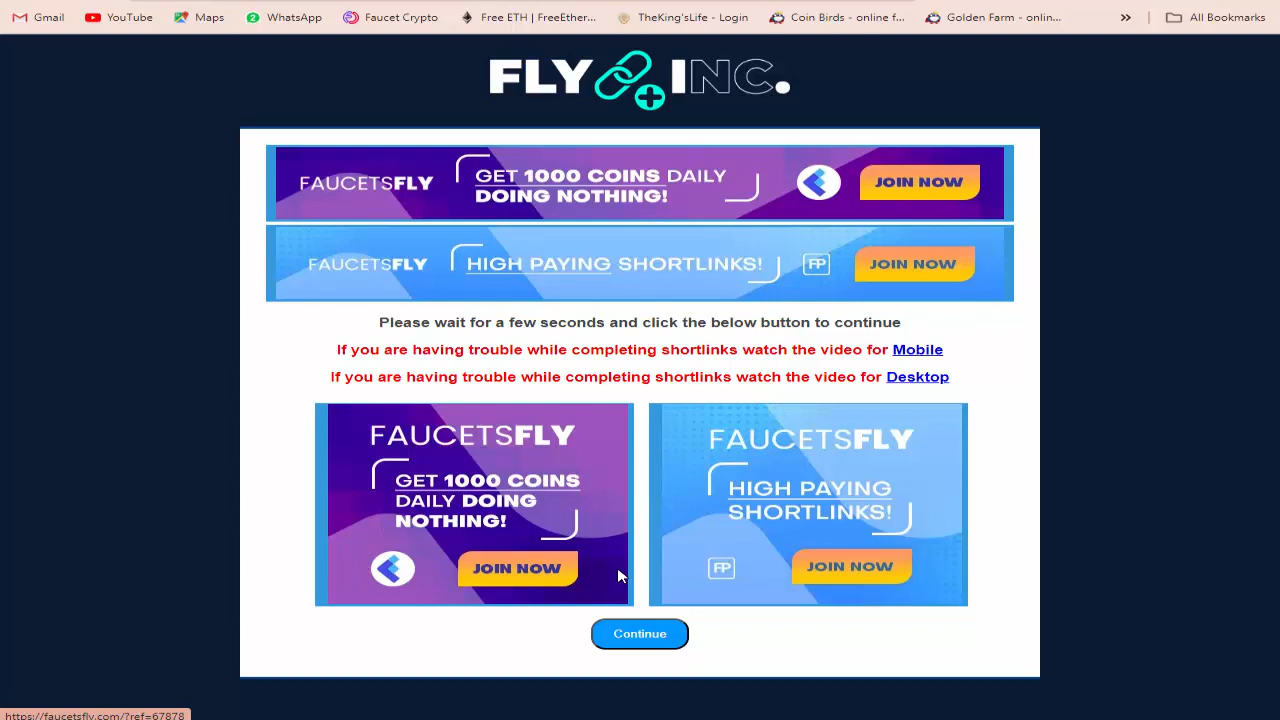 Gmail YouTube Maps WhatsApp Faucet Crypto Free ETH | FreeEther... TheKing'sLife - Login Coin Birds - online f... Golden Farm - onlin... » All Bookmarks
FLY INC.
FAUCETSFLY GET 1000 COINS DAILY JOIN NOW
DOING NOTHING!
FAUCETSFLY HIGH PAYING SHORTLINKS! FP JOIN NOW
Please wait for a few seconds and click the below button to continue
If you are having trouble while completing shortlinks watch the video for Mobile
If you are having trouble while completing shortlinks watch the video for Desktop
FAUCETSFLY
GET 1000 COINS
DAILY DOING
NOTHING!
JOIN NOW
FAUCETSFLY
HIGH PAYING
SHORTLINKS!
FP JOIN NOW
Continue
https://faucetsfly.com/?ref=67878